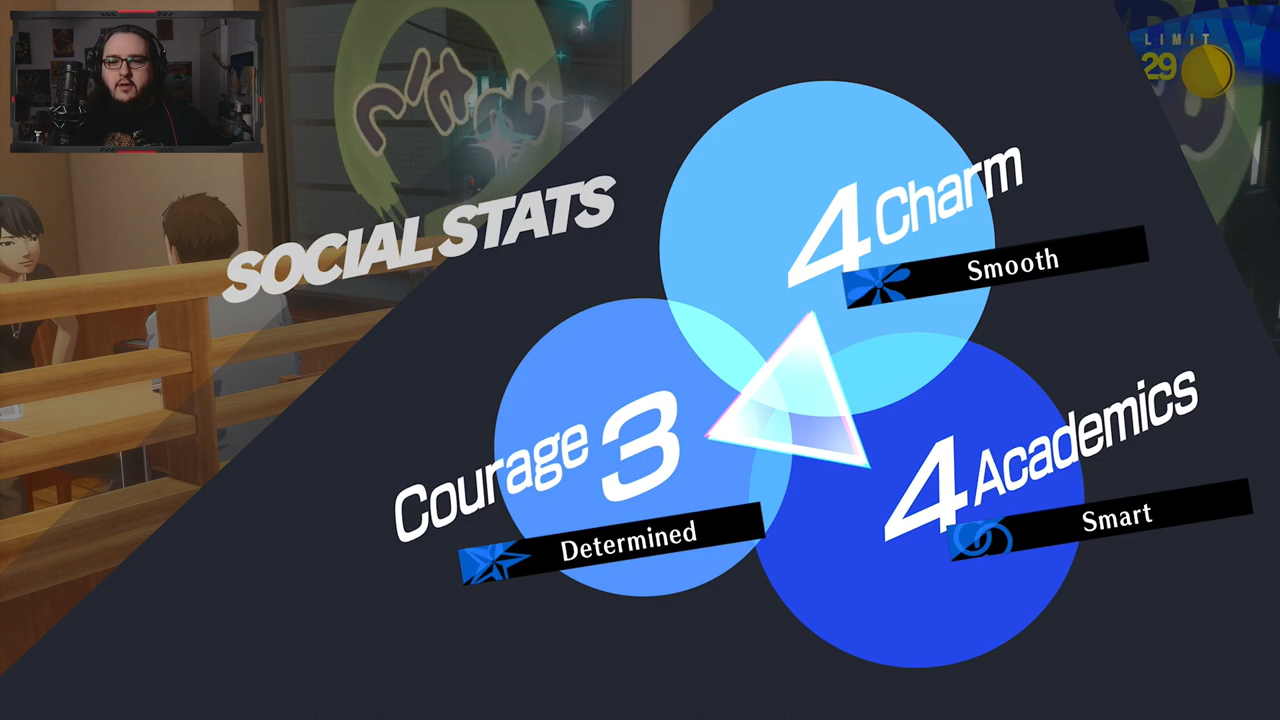 LIMIT
29
SOCIAL STATS
4 Charm
Smooth
Courage 3
Determined
4 Academics
Smart